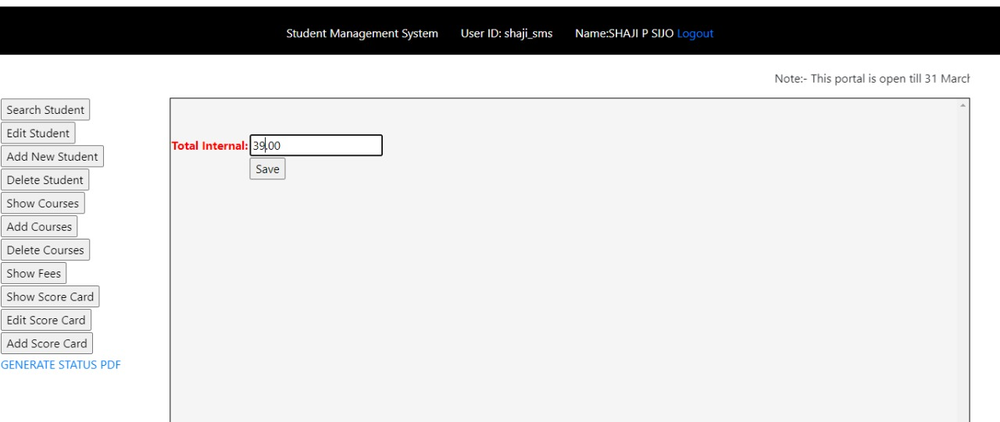 Student Management System User ID: shaji_sms Name:SHAJI P SIJO Logout
Note:- This portal is open till 31 March
Search Student
Edit Student
Add New Student
Delete Student
Show Courses
Add Courses
Delete Courses
Show Fees
Show Score Card
Edit Score Card
Add Score Card
GENERATE STATUS PDF
Total Internal: 39.00
Save